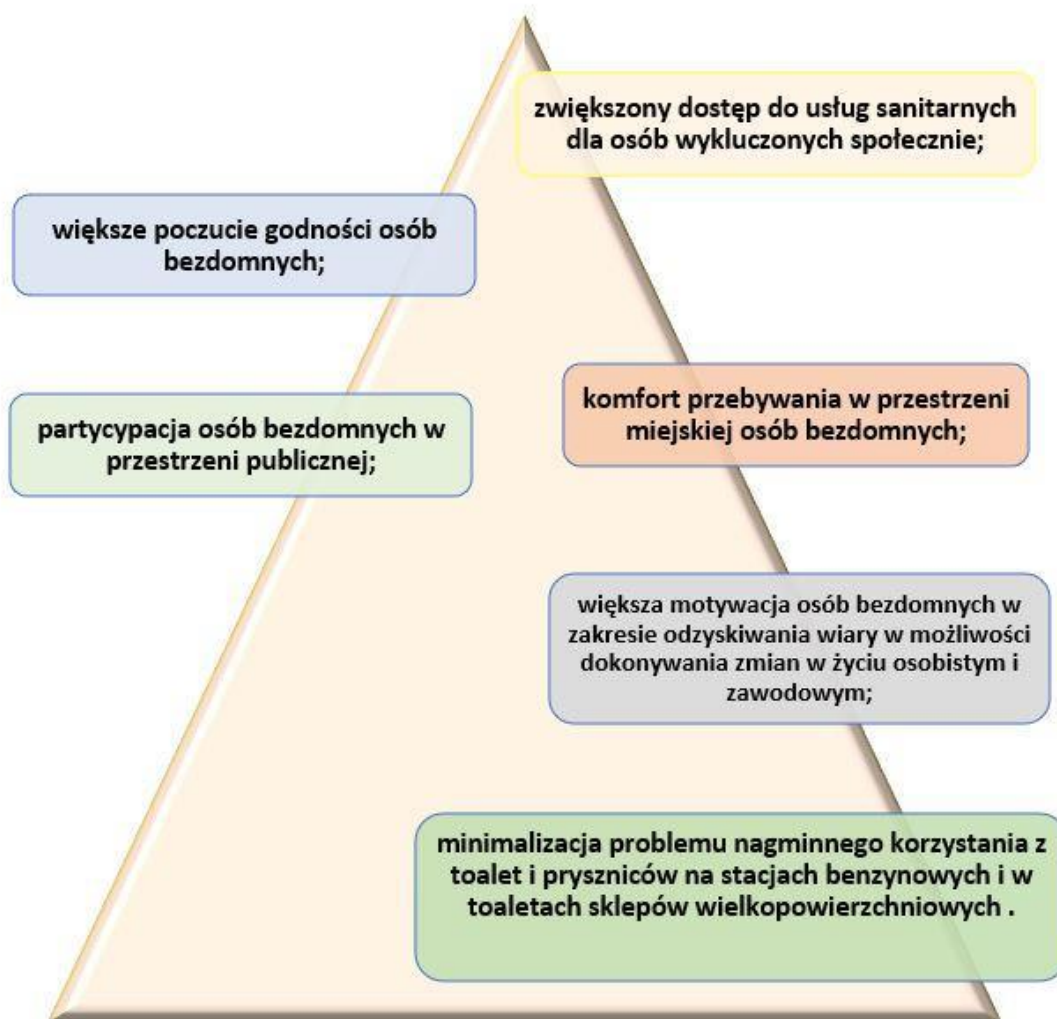 zwiększony dostęp do usług sanitarnych
dla osób wykluczonych społecznie;
większe poczucie godności osób
bezdomnych;
komfort przebywania w przestrzeni
miejskiej osób bezdomnych;
partycypacja osób bezdomnych w
przestrzeni publicznej;
większa motywacja osób bezdomnych w
zakresie odzyskiwania wiary w możliwości
dokonywania zmian w życiu osobistym i
zawodowym;
minimalizacja problemu nagminnego korzystania z
toalet i pryszniców na stacjach benzynowych i w
toaletach sklepów wielkopowierzchniowych .